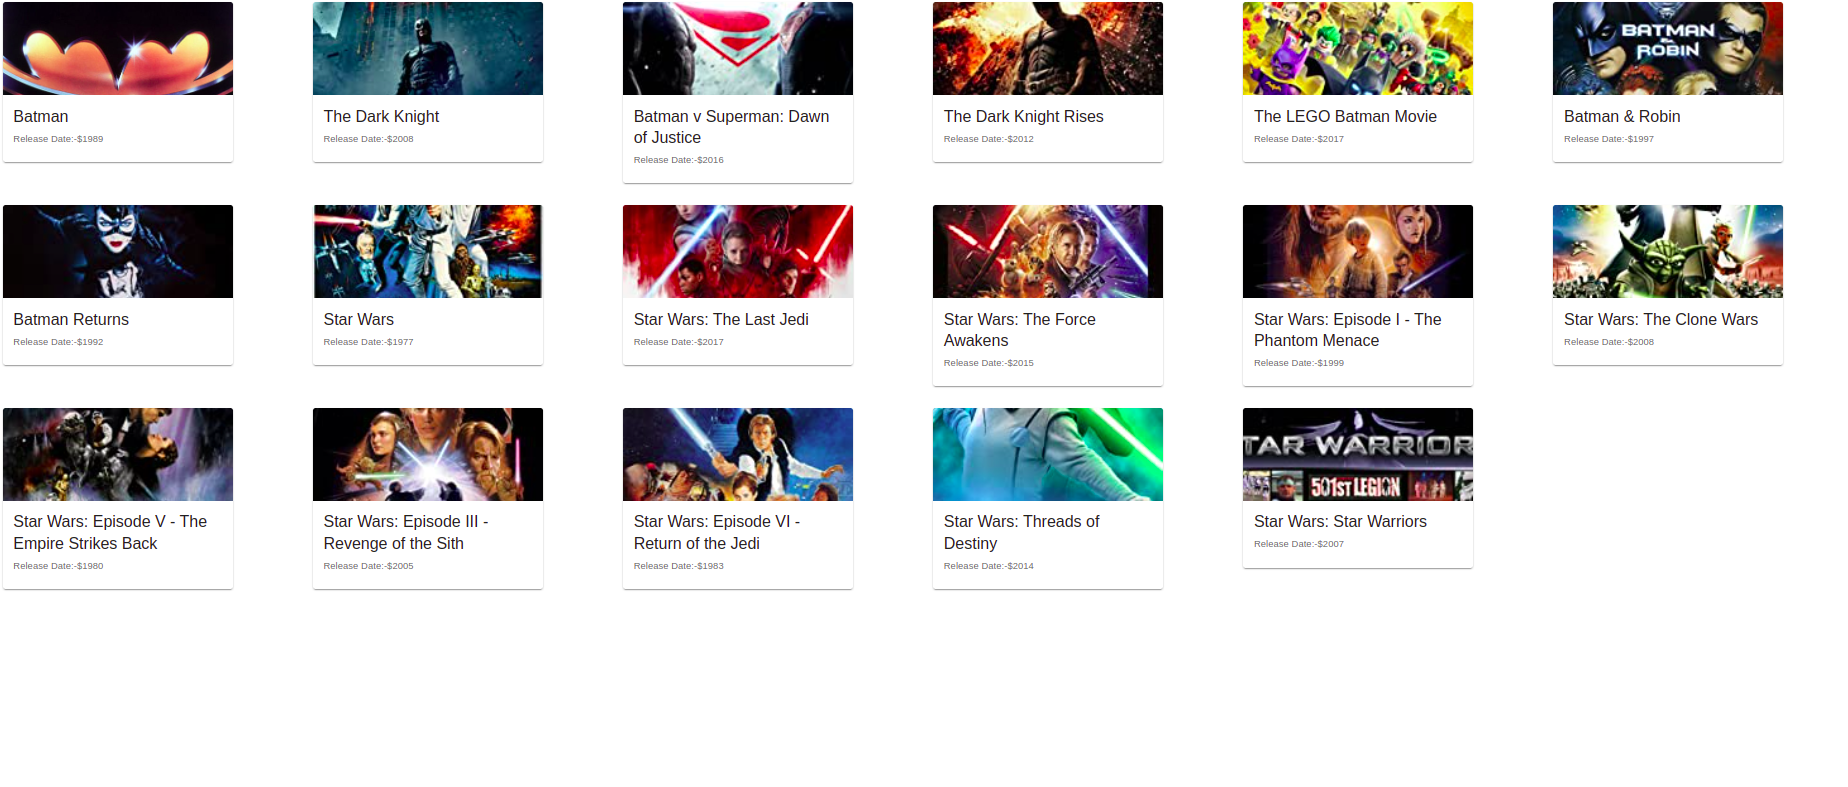 BATMAN
&
ROBIN
Batman
Release Date:-$1989
The Dark Knight
Release Date:-$2008
Batman v Superman: Dawn
of Justice
Release Date:-$2016
The Dark Knight Rises
Release Date:-$2012
The LEGO Batman Movie
Release Date:-$2017
Batman & Robin
Release Date:-$1997
Batman Returns
Release Date:-$1992
Star Wars
Release Date:-$1977
Star Wars: The Last Jedi
Release Date:-$2017
Star Wars: The Force
Awakens
Release Date:-$2015
Star Wars: Episode I - The
Phantom Menace
Release Date:-$1999
Star Wars: The Clone Wars
Release Date:-$2008
TAR WARRIOR
501ST LEGION
Star Wars: Episode V - The
Empire Strikes Back
Release Date:-$1980
Star Wars: Episode III -
Revenge of the Sith
Release Date:-$2005
Star Wars: Episode VI -
Return of the Jedi
Release Date:-$1983
Star Wars: Threads of
Destiny
Release Date:-$2014
Star Wars: Star Warriors
Release Date:-$2007